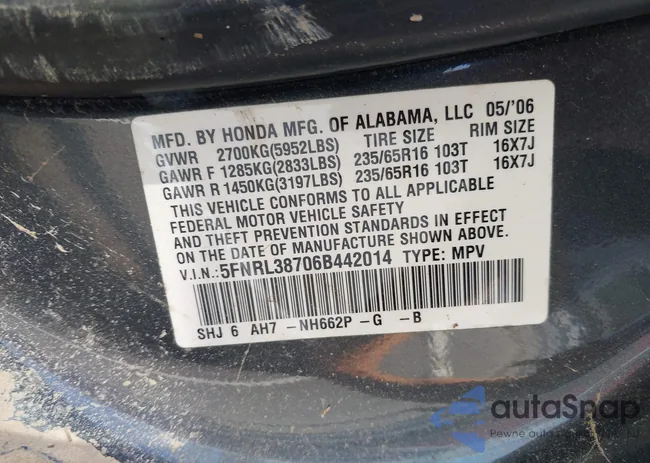 MFD. BY HONDA MFG. OF ALABAMA, LLC 05/'06
GVWR 2700KG(5952LBS) TIRE SIZE RIM SIZE
GAWR F 1285KG(2833LBS) 235/65R16 103T 16X7J
GAWR R 1450KG(3197LBS) 235/65R16 103T 16X7J
THIS VEHICLE CONFORMS TO ALL APPLICABLE
FEDERAL MOTOR VEHICLE SAFETY
AND THEFT PREVENTION STANDARDS IN EFFECT
ON THE DATE OF MANUFACTURE SHOWN ABOVE.
V.I.N.: 5FNRL38706B442014 TYPE: MPV
SHJ 6 AH7 -NH662P -G -B
autaSnap
Pewne auto